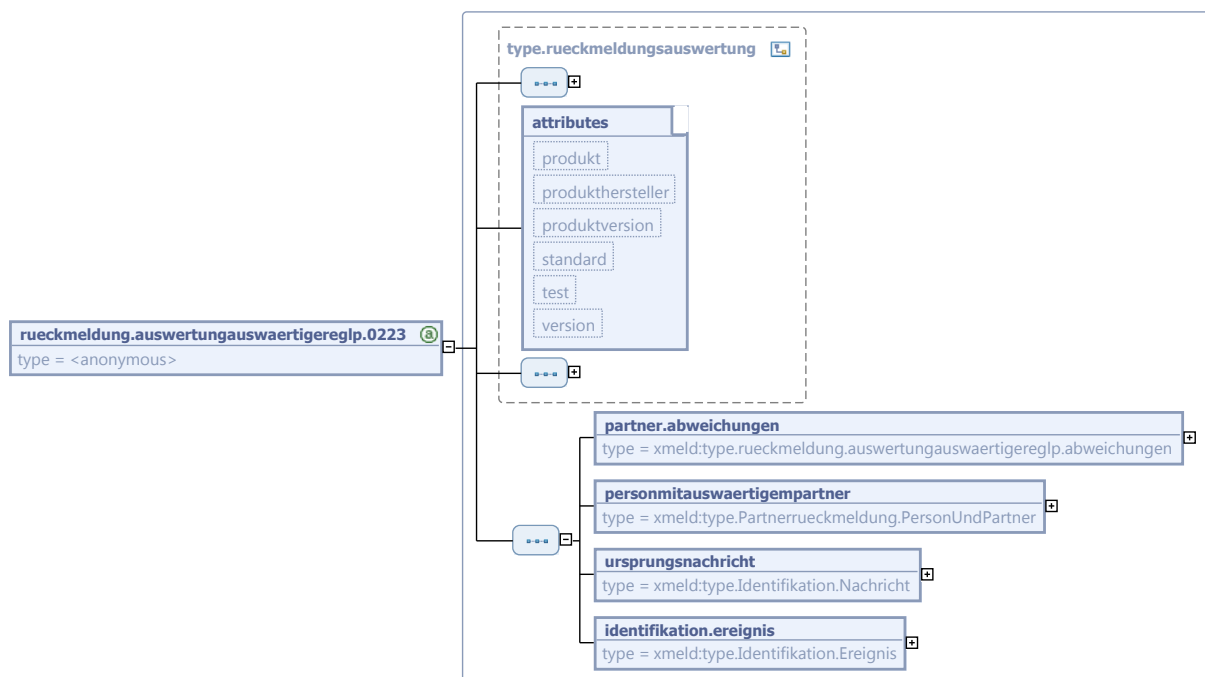 type.rueckmeldungsauswertung
attributes
produkt
produkthersteller
produktversion
standard
test
version
rueckmeldung.auswertungauswaertigereglp.0223 a
type = <anonymous>
partner.abweichungen
type = xmeld:type.rueckmeldung.auswertungauswaertigereglp.abweichungen
personmitauswaertigempartner
type = xmeld:type.Partnerrueckmeldung.PersonUndPartner
ursprungsnachricht
type = xmeld:type.Identifikation.Nachricht
identifikation.ereignis
type = xmeld:type.Identifikation.Ereignis